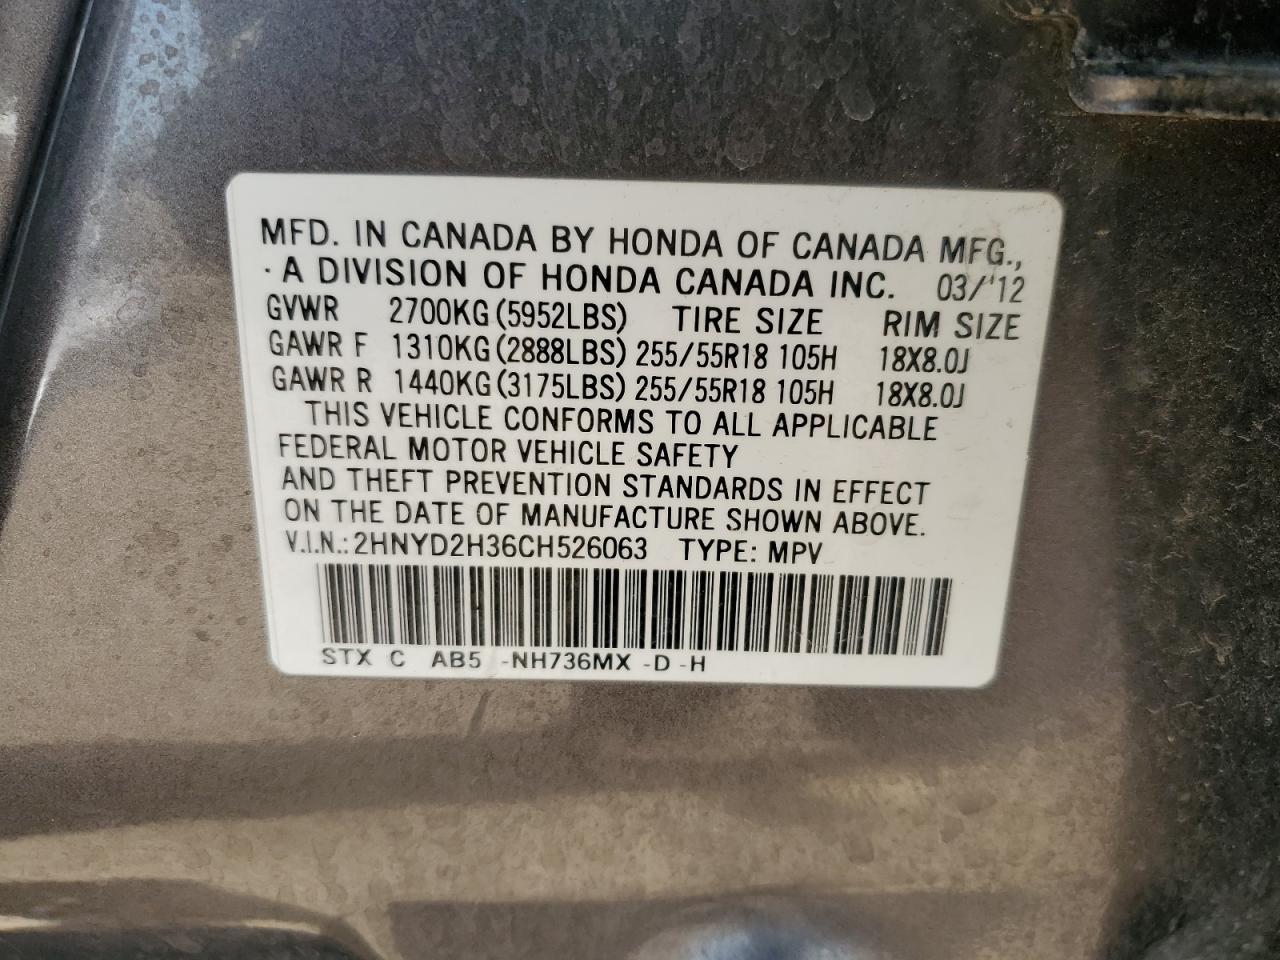 MFD. IN CANADA BY HONDA OF CANADA MFG.,
· A DIVISION OF HONDA CANADA INC. 03/'12
GVWR 2700KG (5952LBS) TIRE SIZE RIM SIZE
GAWR F 1310KG (2888LBS) 255/55R18 105H 18X8.0J
GAWR R 1440KG (3175LBS) 255/55R18 105H 18X8.0J
THIS VEHICLE CONFORMS TO ALL APPLICABLE
FEDERAL MOTOR VEHICLE SAFETY
AND THEFT PREVENTION STANDARDS IN EFFECT
ON THE DATE OF MANUFACTURE SHOWN ABOVE.
V.I.N.: 2HNYD2H36CH526063 TYPE: MPV
STX C AB5 -NH736MX -D -H